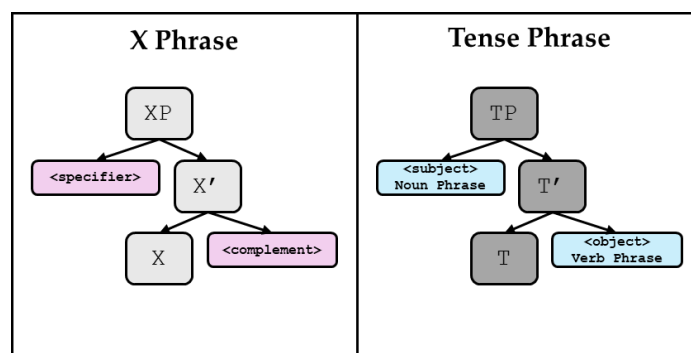 X Phrase
XP
<specifier>
X'
X
<complement>
Tense Phrase
TP
<subject>
Noun Phrase
T'
T
<object>
Verb Phrase